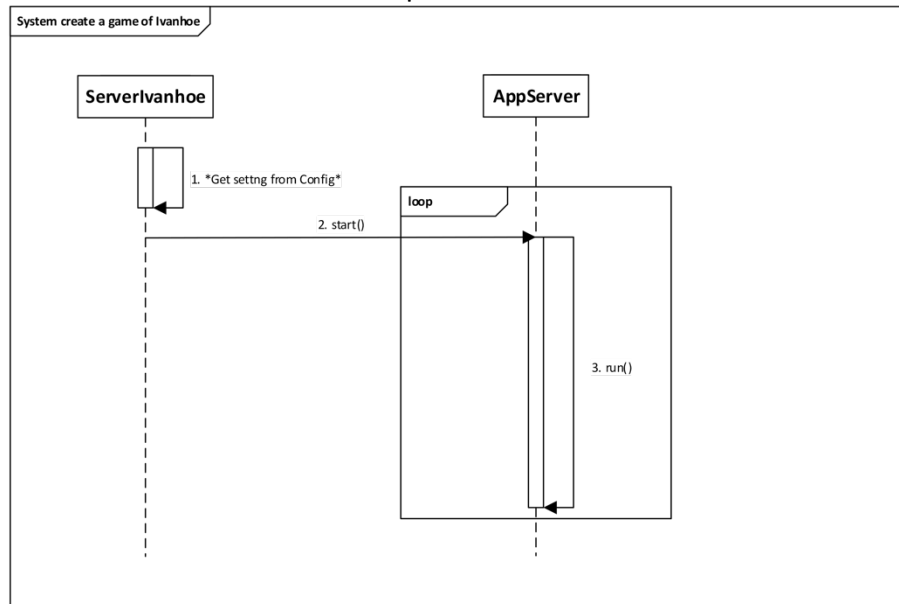 System create a game of Ivanhoe
ServerIvanhoe
AppServer
1. *Get settng from Config*
loop
2. start()
3. run()